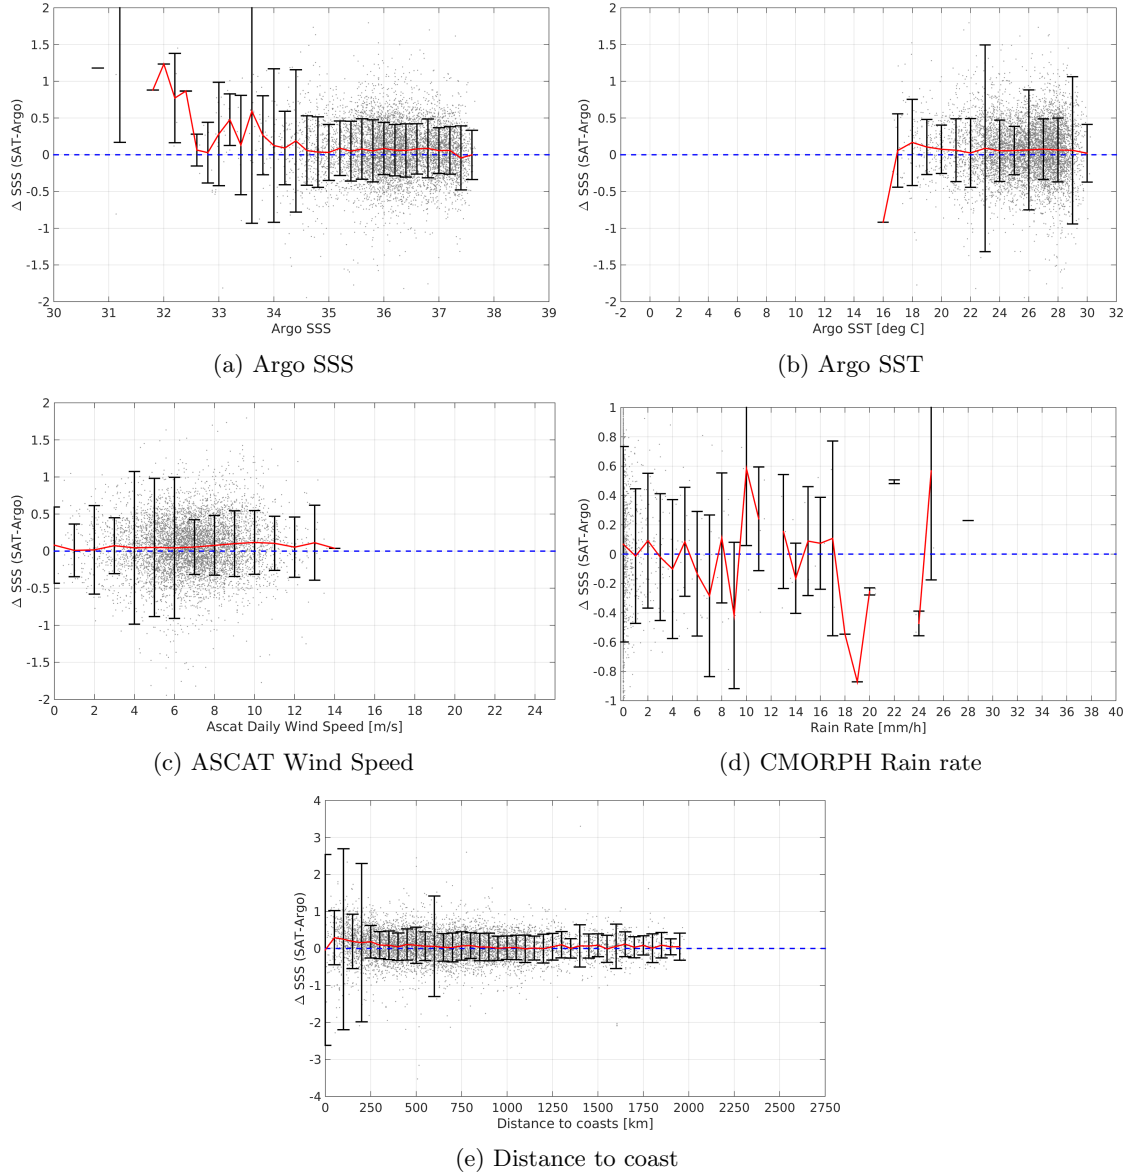 2
1.5
1
0.5
0
-0.5
-1
-1.5
-2
Δ SSS (SAT-Argo)
30 31 32 33 34 35 36 37 38 39
Argo SSS
(a) Argo SSS
2
1.5
1
0.5
0
-0.5
-1
-1.5
-2
Δ SSS (SAT-Argo)
-2 0 2 4 6 8 10 12 14 16 18 20 22 24 26 28 30 32
Argo SST [deg C]
(b) Argo SST
2
1.5
1
0.5
0
-0.5
-1
-1.5
-2
Δ SSS (SAT-Argo)
0 2 4 6 8 10 12 14 16 18 20 22 24
Ascat Daily Wind Speed [m/s]
(c) ASCAT Wind Speed
1
0.8
0.6
0.4
0.2
0
-0.2
-0.4
-0.6
-0.8
-1
Δ SSS (SAT-Argo)
0 2 4 6 8 10 12 14 16 18 20 22 24 26 28 30 32 34 36 38 40
Rain Rate [mm/h]
(d) CMORPH Rain rate
4
3
2
1
0
-1
-2
-3
-4
Δ SSS (SAT-Argo)
0 250 500 750 1000 1250 1500 1750 2000 2250 2500 2750
Distance to coasts [km]
(e) Distance to coast